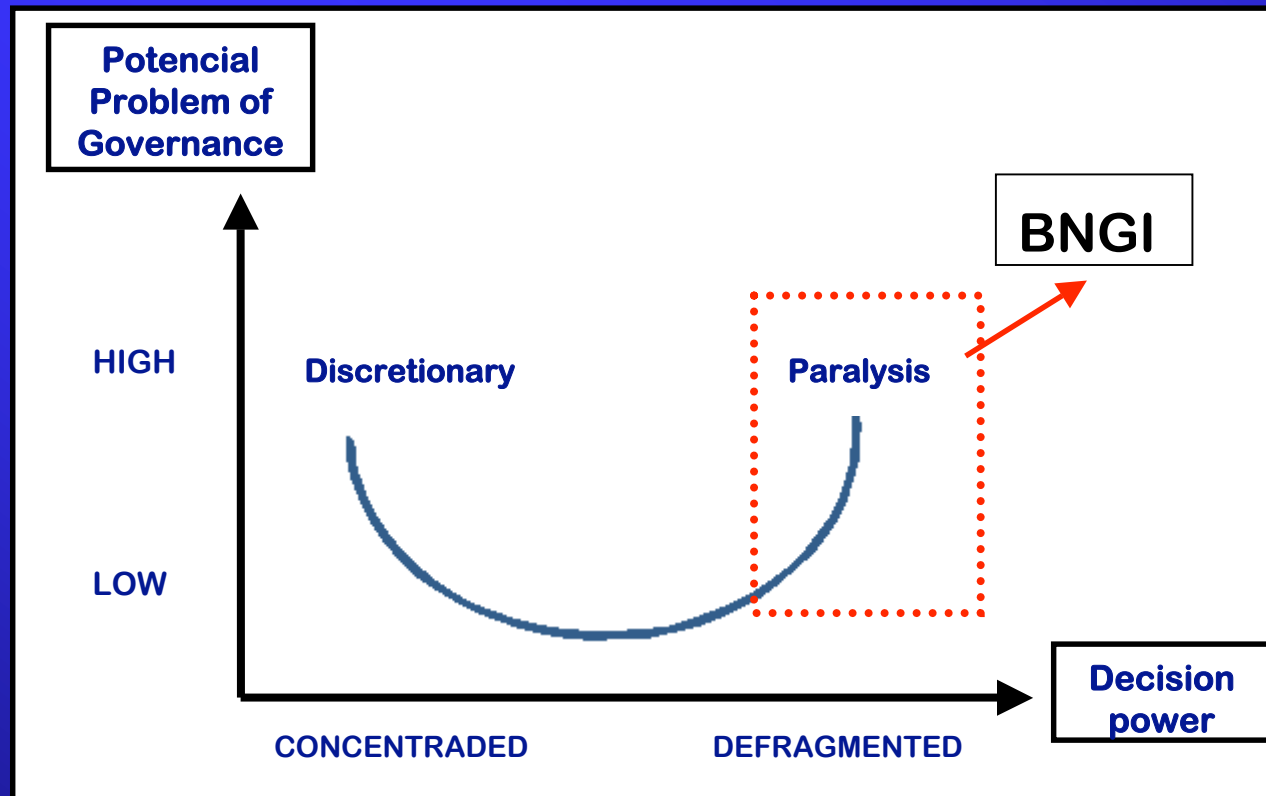 Potencial
Problem of
Governance
BNGI
HIGH
Discretionary
Paralysis
LOW
Decision
power
CONCENTRADED
DEFRAGMENTED